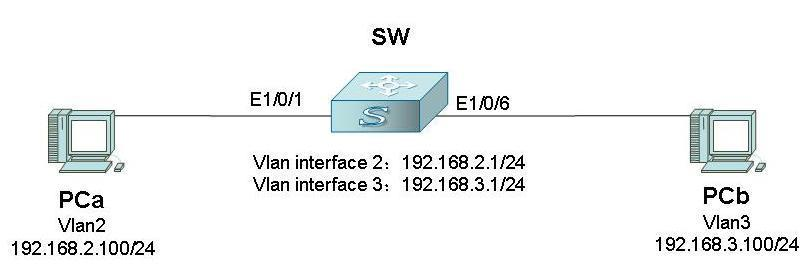 SW
E1/0/1
E1/0/6
Vlan interface 2：192.168.2.1/24
Vlan interface 3：192.168.3.1/24
PCa
Vlan2
192.168.2.100/24
PCb
Vlan3
192.168.3.100/24